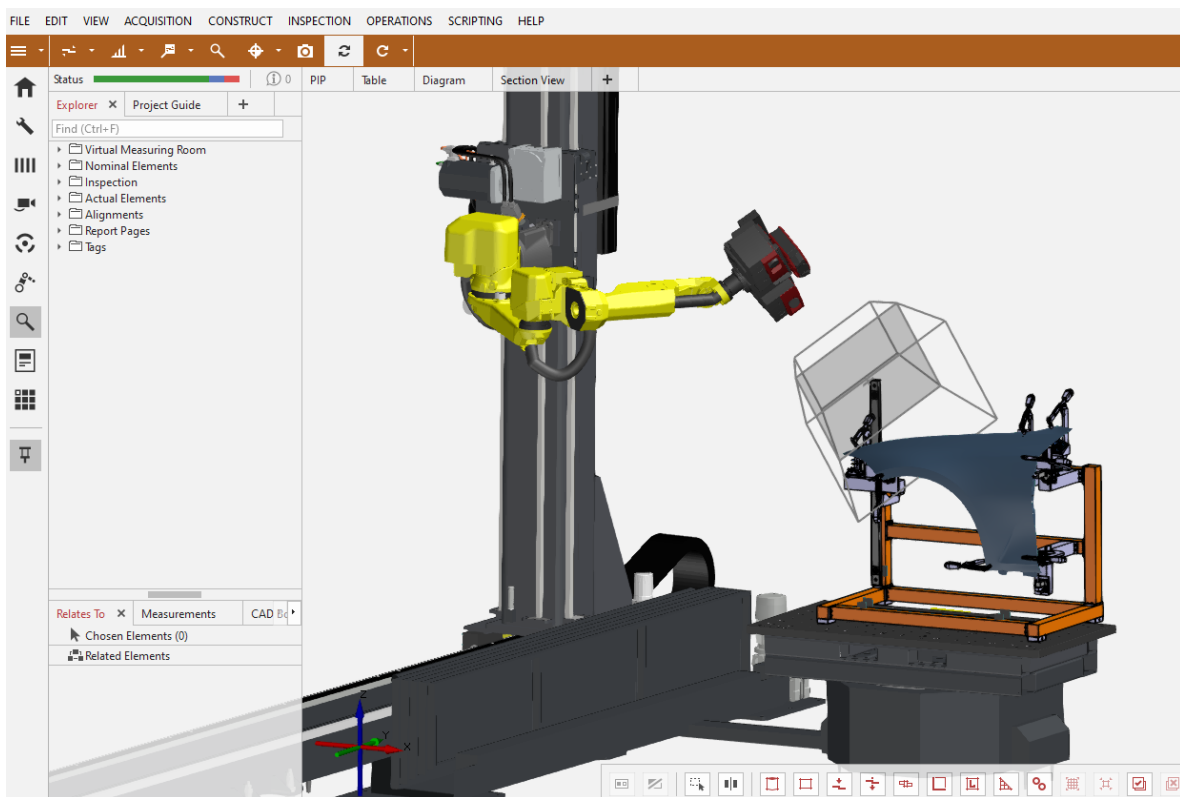 FILE EDIT VIEW ACQUISITION CONSTRUCT INSPECTION OPERATIONS SCRIPTING HELP
Status 0 PIP Table Diagram Section View +
Explorer × Project Guide +
Find (Ctrl+F)
Virtual Measuring Room
Nominal Elements
Inspection
Actual Elements
Alignments
Report Pages
Tags
Relates To × Measurements CAD
Chosen Elements (0)
Related Elements
Z
Y
X